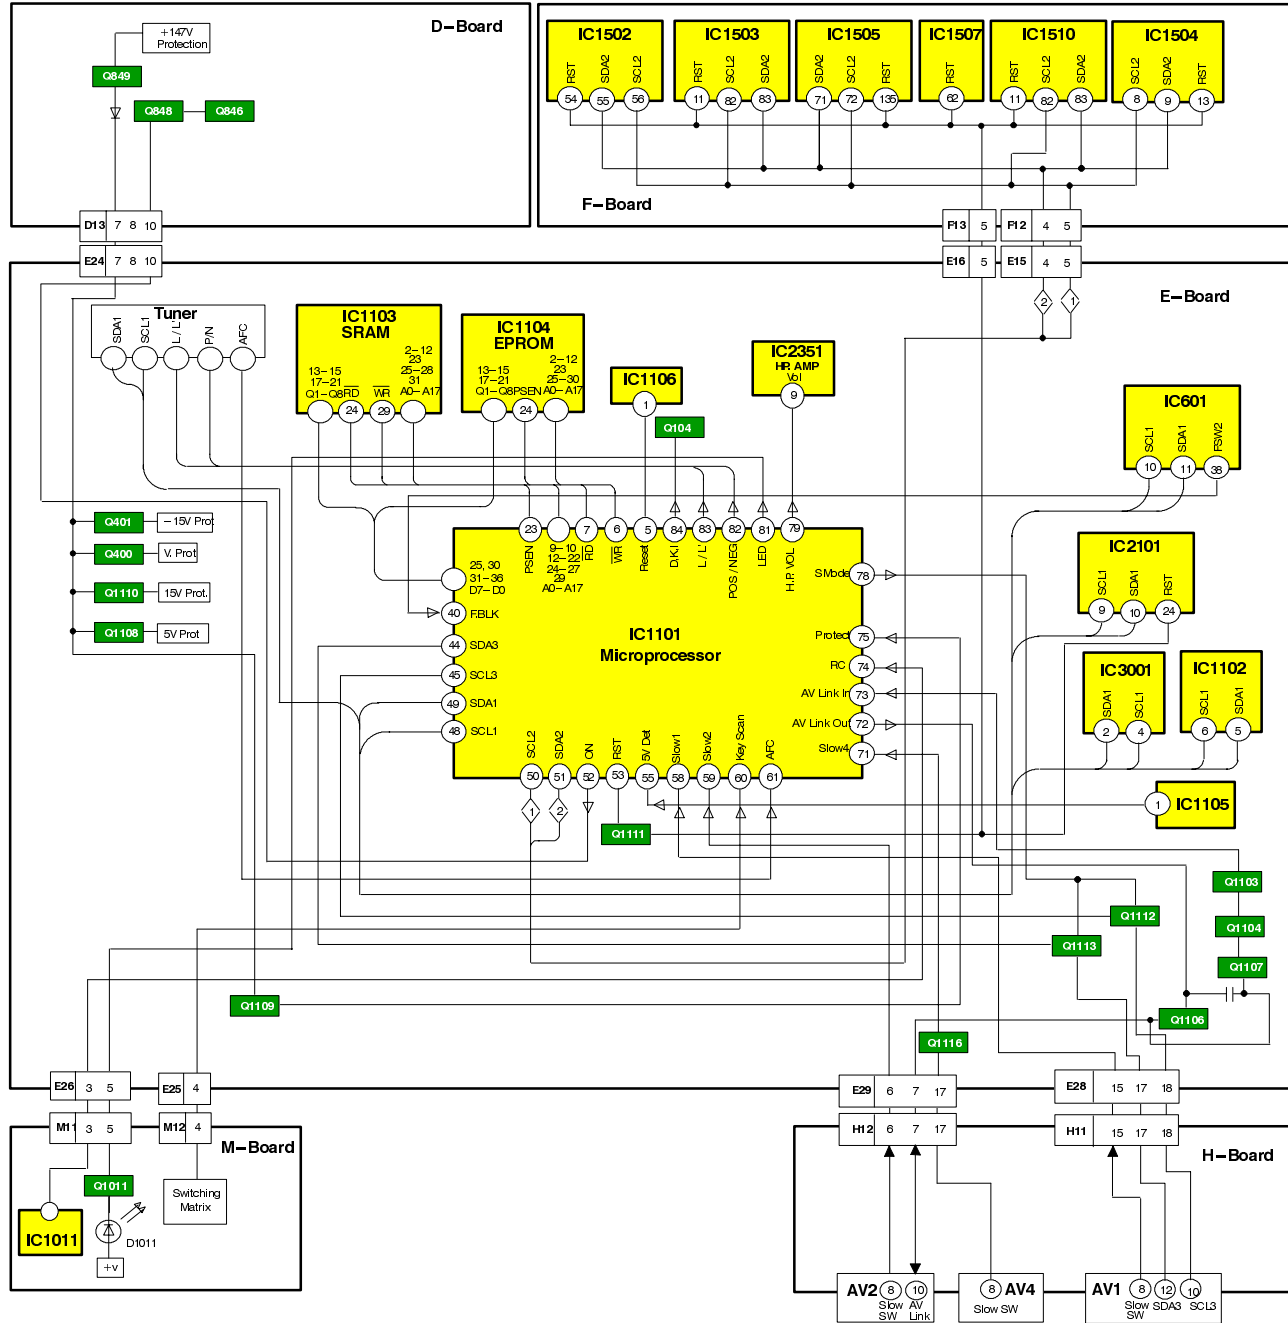 D-Board
+147V
Protection
Q849
Q848
Q846
D13 7 8 10
E24 7 8 10
IC1502
RST SDA2 SCL2
54 55 56
IC1503
RST SCL2 SDA2
11 82 83
IC1505
SDA2 SCL2 RST
71 72 135
IC1507
RST
62
IC1510
RST SCL2 SDA2
11 82 83
IC1504
SCL2 SDA2 RST
8 9 13
F-Board
F13 5
F12 4 5
E16 5
E15 4 5
2 1
E-Board
Tuner
SDA1 SCL1 L / L' P/N AFC
IC1103
SRAM
13-15
17-21
Q1-Q8 RD WR
2-12
23
25-28
31
A0-A17
24 29
IC1104
EPROM
13-15
17-21
Q1-Q8 PSEN
2-12
23
25-30
A0-A17
24
IC1106
1
Q104
IC2351
HP. AMP
Vol
9
IC601
SCL1 SDA1 FSW2
10 11 38
Q401 -15V Prot
Q400 V. Prot
Q1110 15V Prot.
Q1108 5V Prot
IC2101
SCL1 SDA1 RST
9 10 24
IC3001
SDA1 SCL1
2 4
IC1102
SCL1 SDA1
6 5
1 IC1105
IC1101
Microprocessor
23 7 6 5 84 83 82 81 79
PSEN
9-10
12-22
24-27
29
A0-A17
RD WR Reset D.K.I L / L' POS / NEG LED H.P. VOL
25, 30
31-36
D7-D0
40 F.BLK
44 SDA3
45 SCL3
49 SDA1
48 SCL1
S Mode 78
Protect 75
RC 74
AV Link In 73
AV Link Out 72
Slow4 71
SCL2 SDA2 ON RST 5V Det Slow1 Slow2 Key Scan AFC
50 51 52 53 55 58 59 60 61
1 2
Q1111
Q1103
Q1112
Q1104
Q1113
Q1107
Q1109
Q1106
Q1116
E26 3 5
E25 4
M11 3 5
M12 4
M-Board
Q1011
IC1011
D1011
+v
Switching
Matrix
E29 6 7 17
E28 15 17 18
H12 6 7 17
H11 15 17 18
H-Board
AV2 8 10
Slow
SW
AV
Link
8 AV4
Slow SW
AV1 8 12 10
Slow
SW
SDA3 SCL3